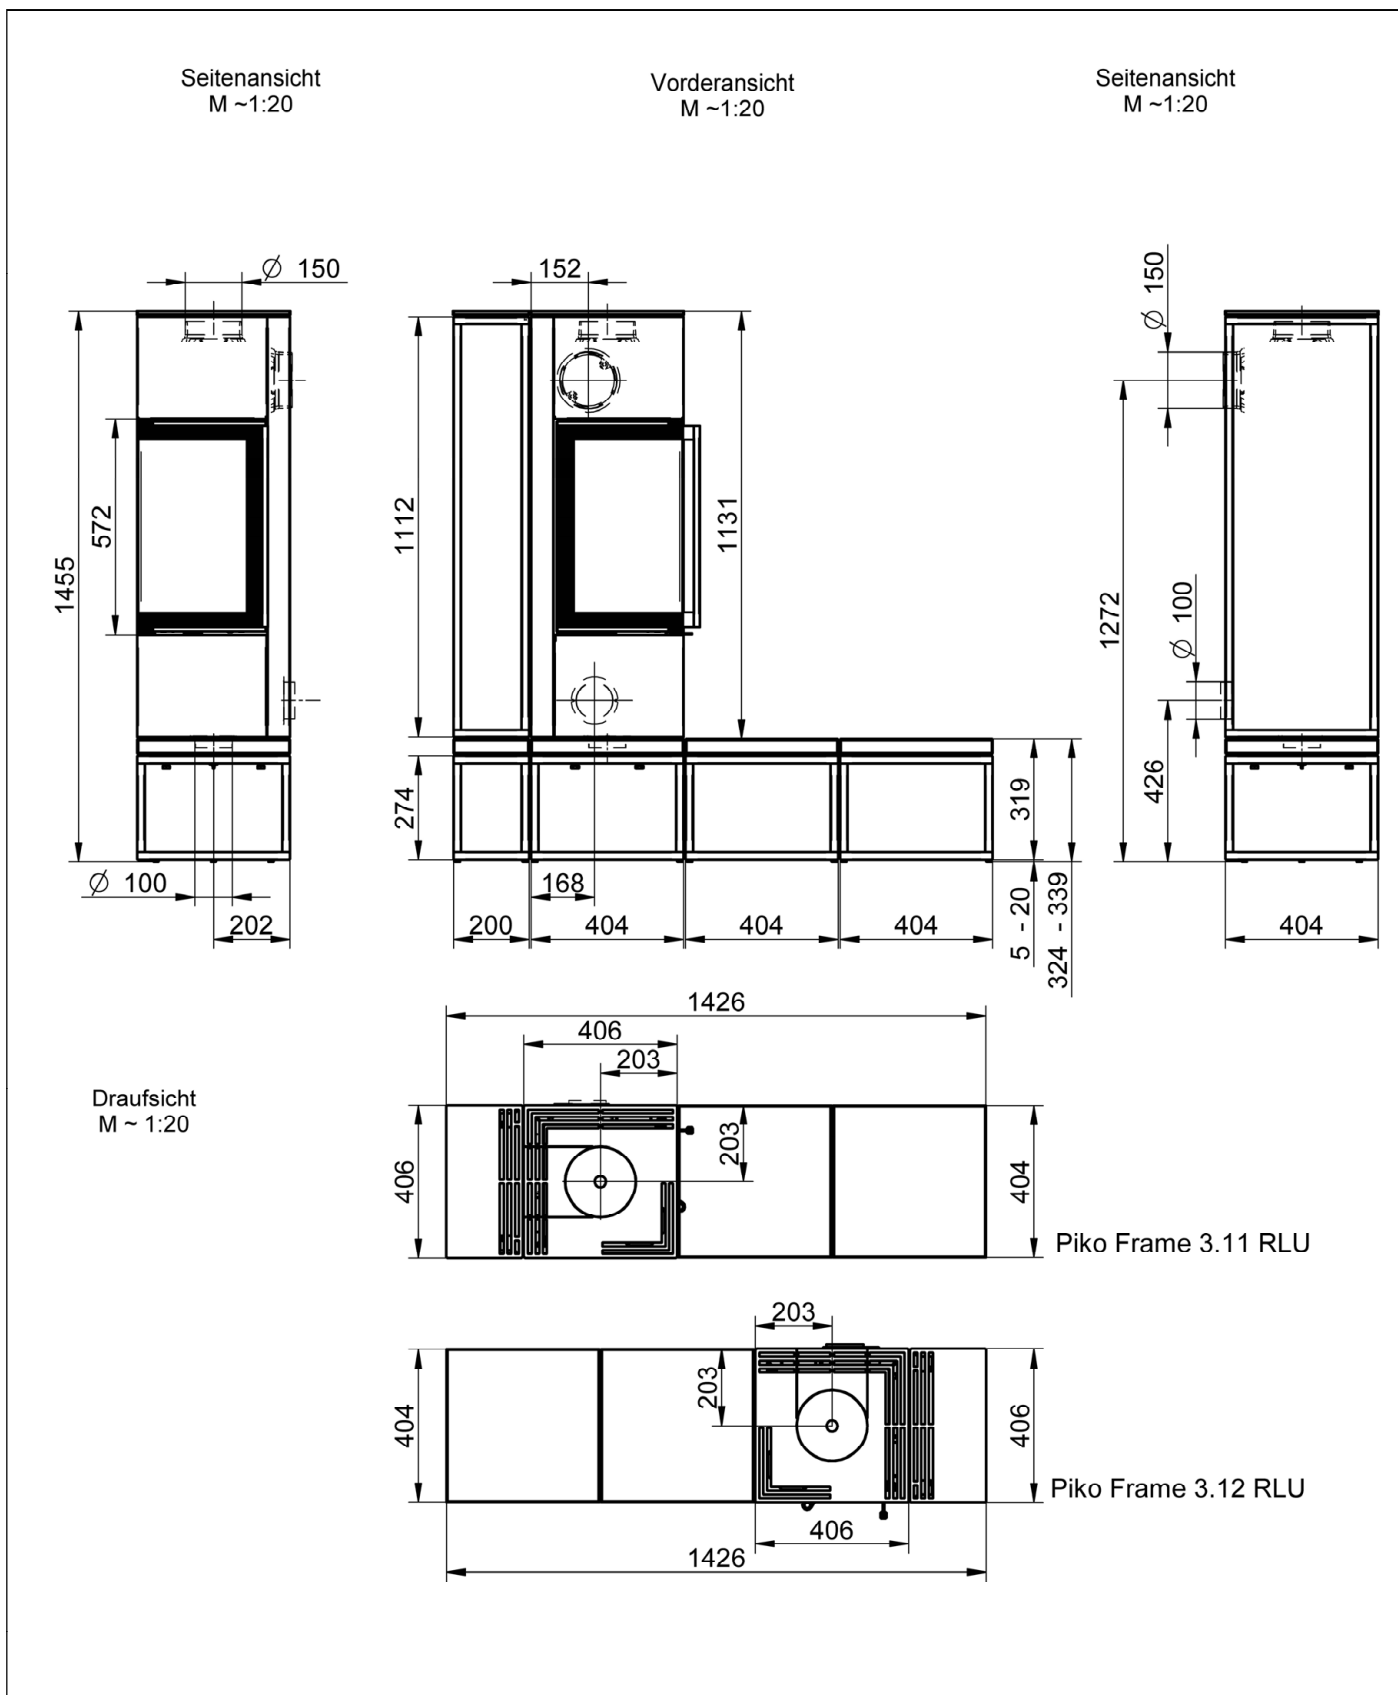 Seitenansicht
M ~1:20
Vorderansicht
M ~1:20
Seitenansicht
M ~1:20
Ø 150
152
Ø 150
1455
572
1112
1131
1272
Ø 100
426
274
319
Ø 100
202
168
200
404
404
404
5 - 20
324 - 339
404
1426
406
203
Draufsicht
M ~ 1:20
406
203
404
Piko Frame 3.11 RLU
203
404
203
406
Piko Frame 3.12 RLU
406
1426